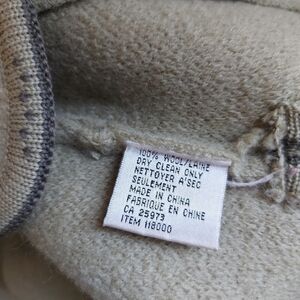 100% WOOL/LAINE
DRY CLEAN ONLY
NETTOYER A'SEC
SEULEMENT
MADE IN CHINA
FABRIQUE EN CHINE
CA 25973
ITEM 118000